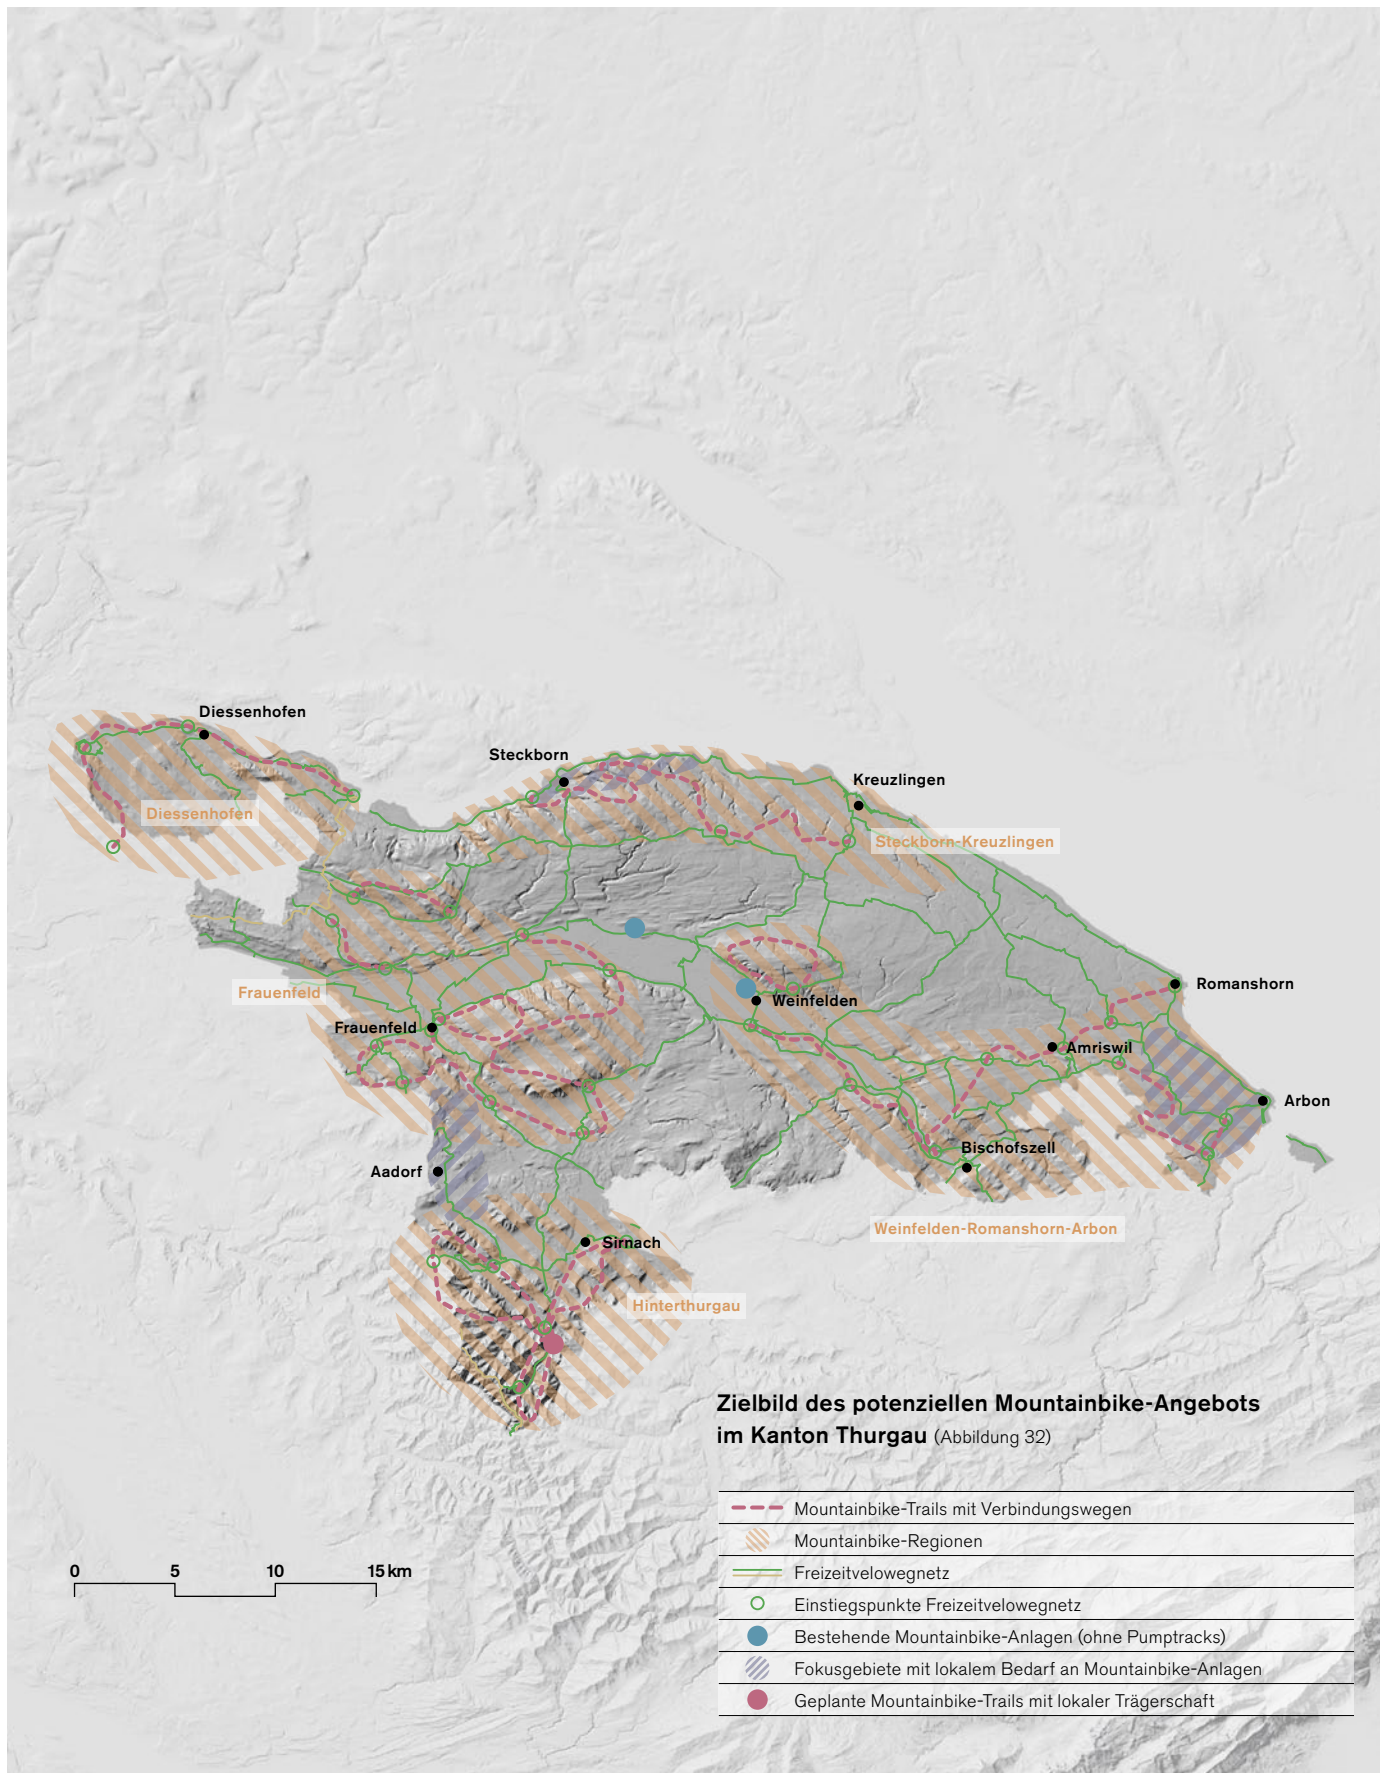 Diessenhofen
Steckborn
Kreuzlingen
Diessenhofen
Steckborn-Kreuzlingen
Frauenfeld
Romanshorn
Weinfelden
Frauenfeld
Amriswil
Arbon
Bischofszell
Aadorf
Weinfelden-Romanshorn-Arbon
Sirnach
Hinterthurgau
Zielbild des potenziellen Mountainbike-Angebots
im Kanton Thurgau (Abbildung 32)
Mountainbike-Trails mit Verbindungswegen
Mountainbike-Regionen
Freizeitvelowegnetz
Einstiegspunkte Freizeitvelowegnetz
Bestehende Mountainbike-Anlagen (ohne Pumptracks)
Fokusgebiete mit lokalem Bedarf an Mountainbike-Anlagen
Geplante Mountainbike-Trails mit lokaler Trägerschaft
0 5 10 15 km